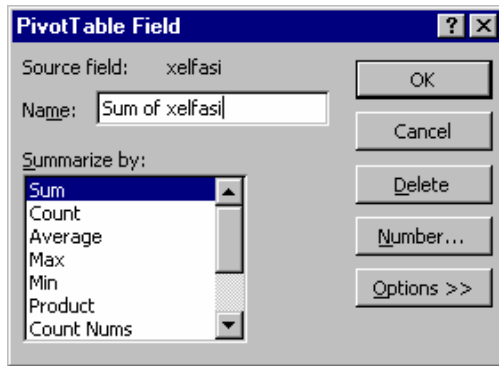 PivotTable Field
Source field: xelfasi
Name: Sum of xelfasi
Summarize by:
Sum
Count
Average
Max
Min
Product
Count Nums
OK
Cancel
Delete
Number...
Options >>